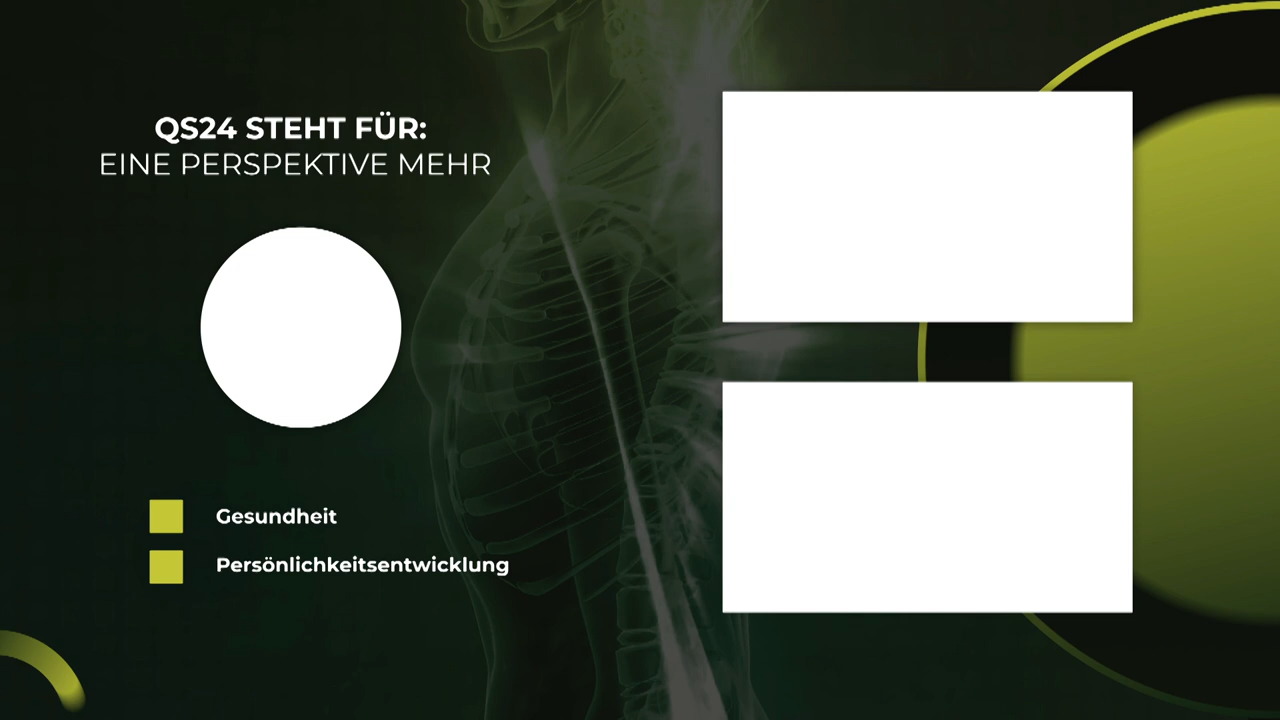 QS24 STEHT FÜR:
EINE PERSPEKTIVE MEHR
Gesundheit
Persönlichkeitsentwicklung